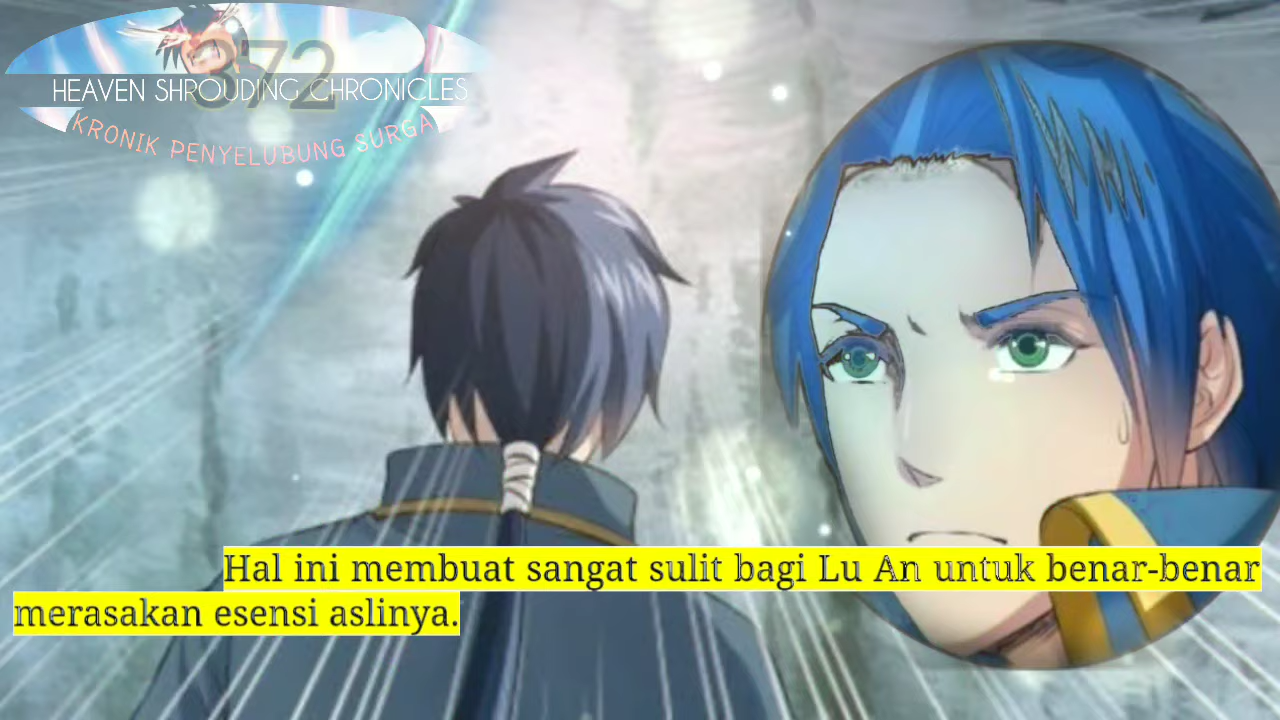 372
HEAVEN SHROUDING CHRONICLES
KRONIK PENYELUBUNG SURGA
Hal ini membuat sangat sulit bagi Lu An untuk benar-benar
merasakan esensi aslinya.